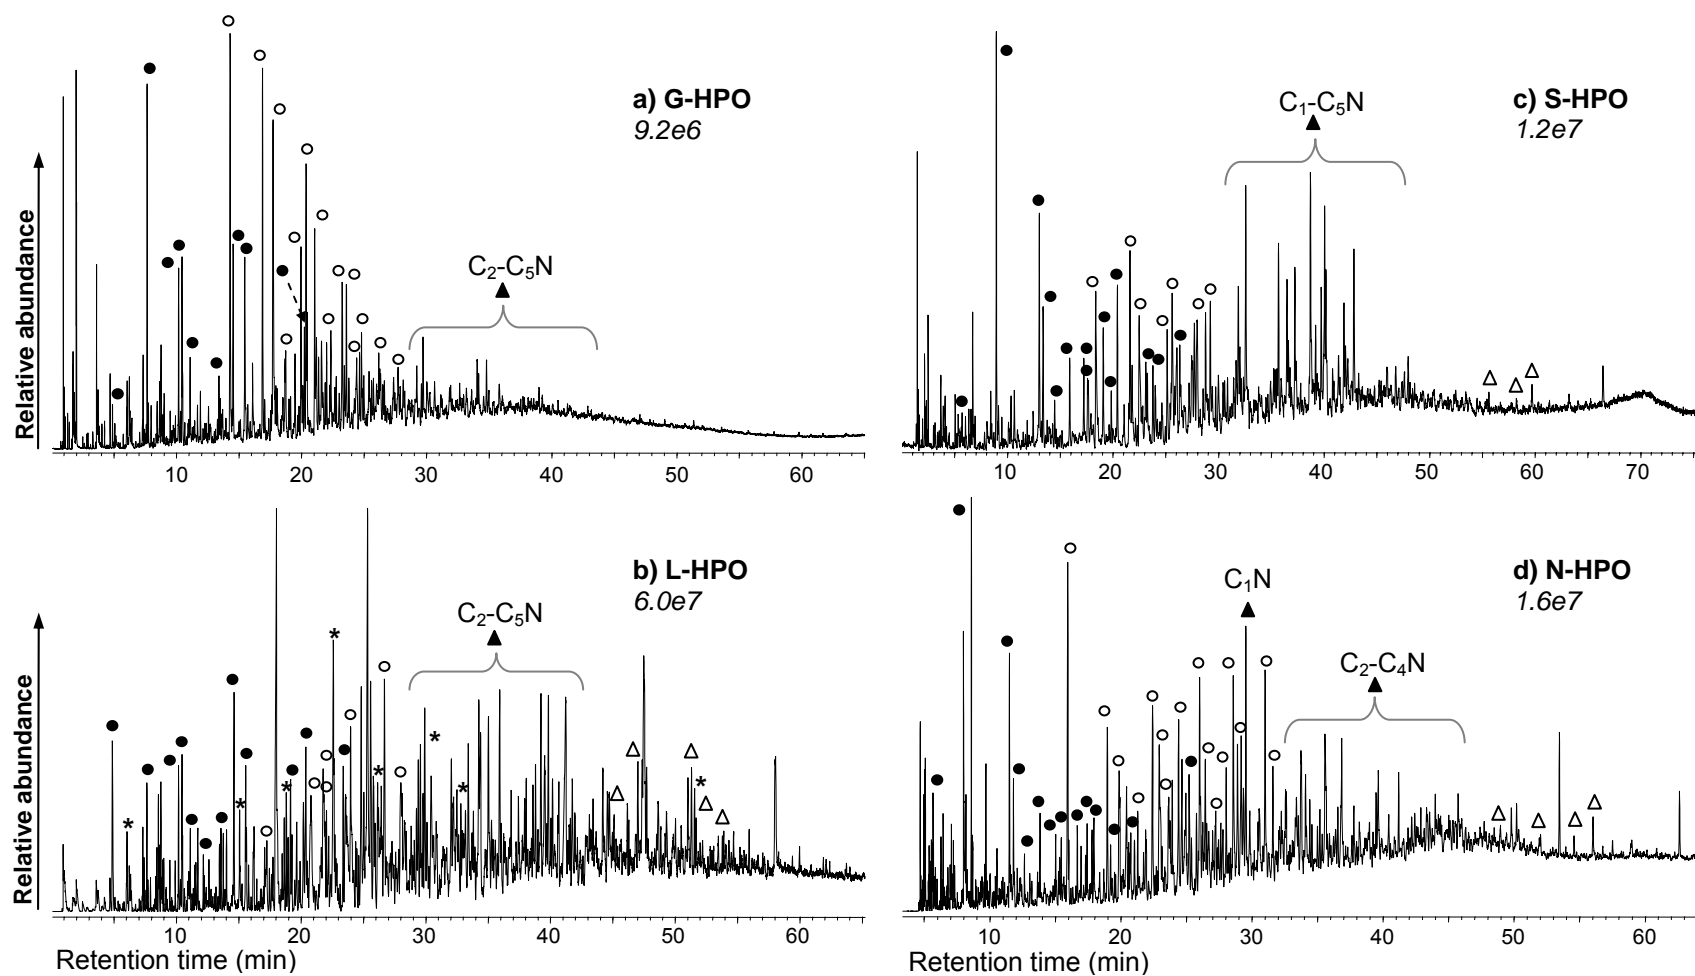 a) G-HPO
9.2e6
C₂-C₅N
Relative abundance
10 20 30 40 50 60
c) S-HPO
1.2e7
C₁-C₅N
10 20 30 40 50 60 70
b) L-HPO
6.0e7
C₂-C₅N
Relative abundance
10 20 30 40 50 60
Retention time (min)
d) N-HPO
1.6e7
C₁N
C₂-C₄N
10 20 30 40 50 60
Retention time (min)